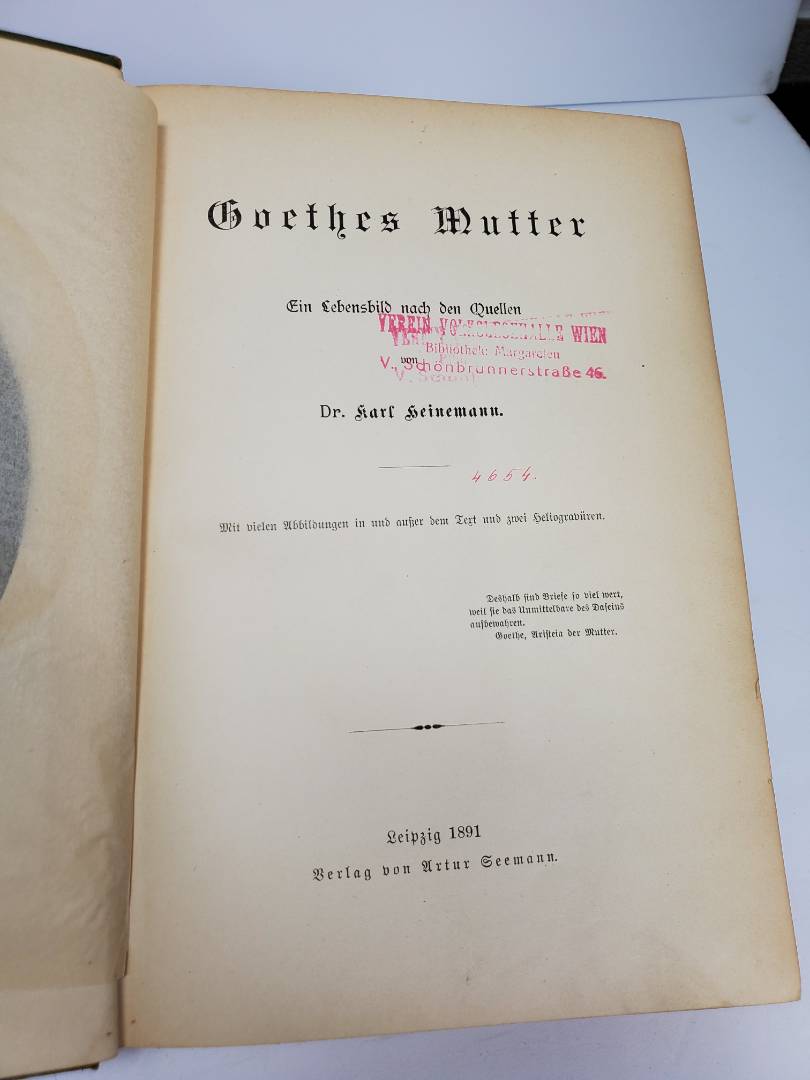 Goethes Mutter
Ein Lebensbild nach den Quellen
VEREIN VOLKSLESEHALLE WIEN
Bibliothek: Margareten
von
V. Schönbrunnerstraße 46.
Dr. Karl Heinemann.
4654.
Mit vielen Abbildungen in und außer dem Text und zwei Heliogravüren.
Deshalb sind Briefe so viel wert,
weil sie das Unmittelbare des Daseins
aufbewahren.
Goethe, Aristeia der Mutter.
Leipzig 1891
Verlag von Artur Seemann.